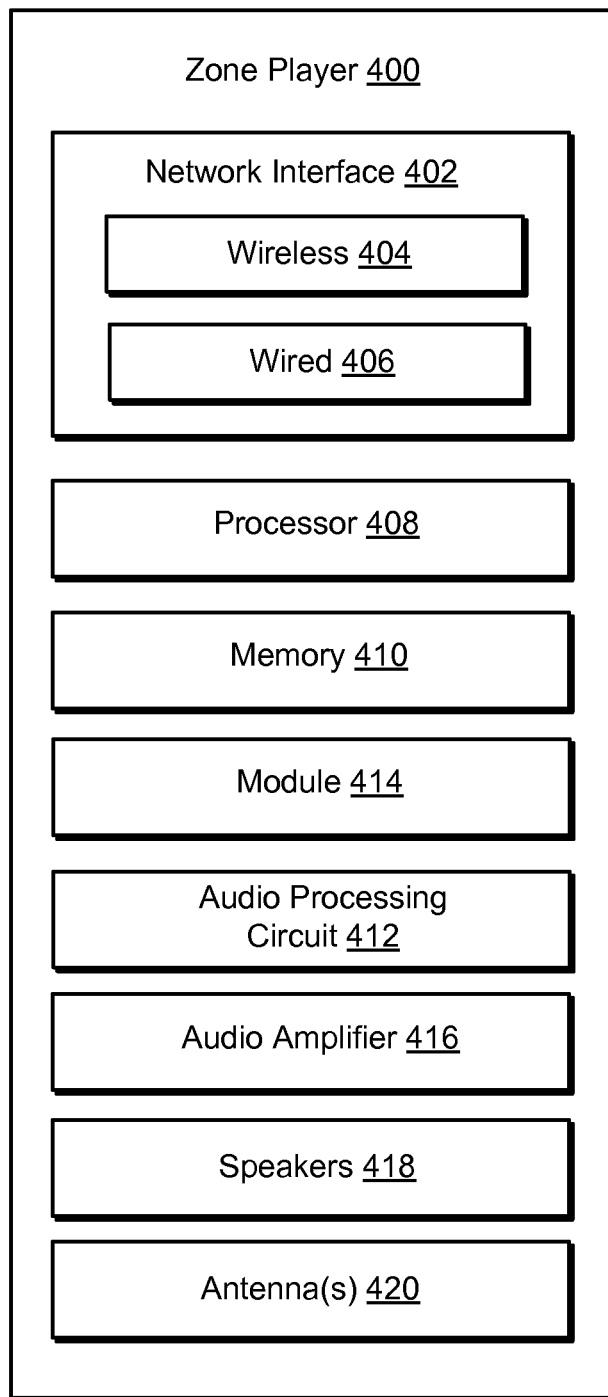 Zone Player 400
Network Interface 402
Wireless 404
Wired 406
Processor 408
Memory 410
Module 414
Audio Processing
Circuit 412
Audio Amplifier 416
Speakers 418
Antenna(s) 420